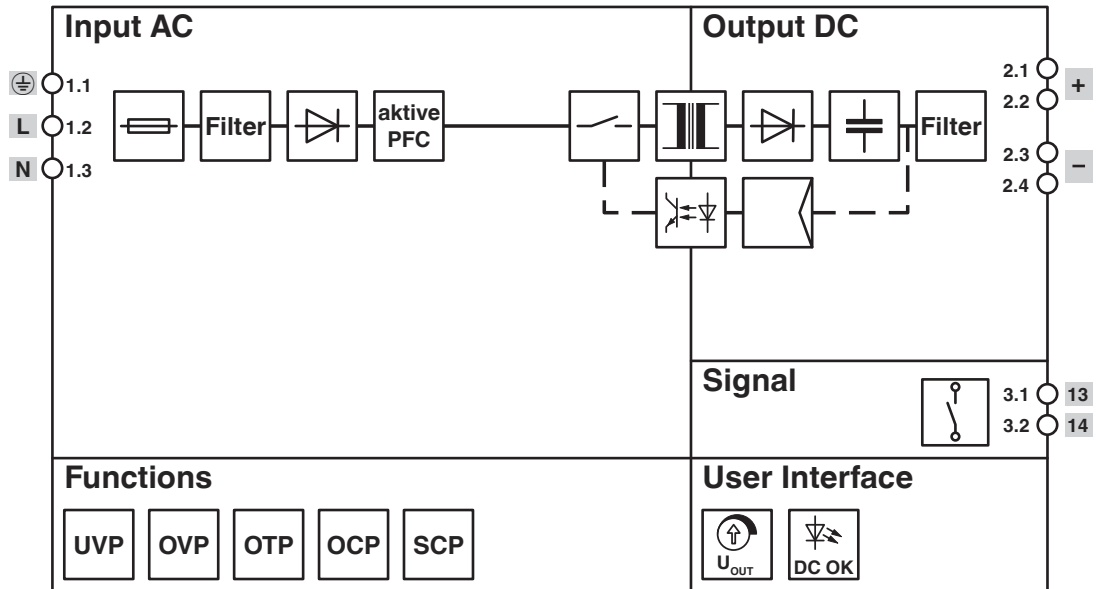 Input AC
Output DC
1.1
L 1.2
N 1.3
Filter
aktive
PFC
Filter
2.1
2.2
+
2.3
2.4
−
Signal
3.1 13
3.2 14
Functions
UVP OVP OTP OCP SCP
User Interface
UOUT
DC OK